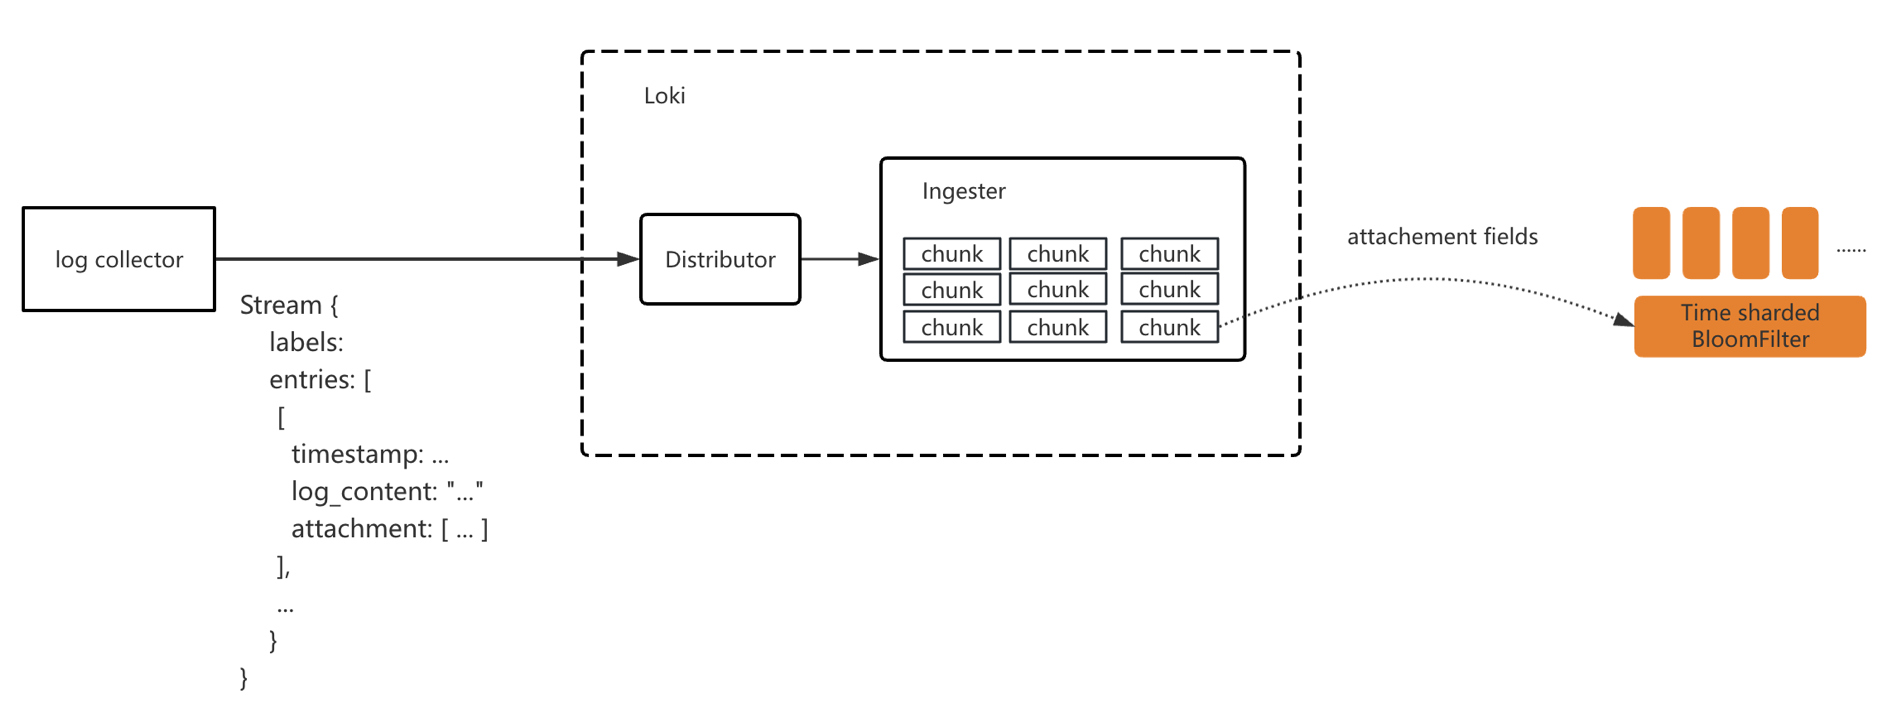 Loki
log collector
Distributor
Ingester
chunk chunk chunk
chunk chunk chunk
chunk chunk chunk
attachement fields
......
Time sharded
BloomFilter
Stream {
labels:
entries: [
[
timestamp: ...
log_content: "..."
attachment: [ ... ]
],
...
}
}